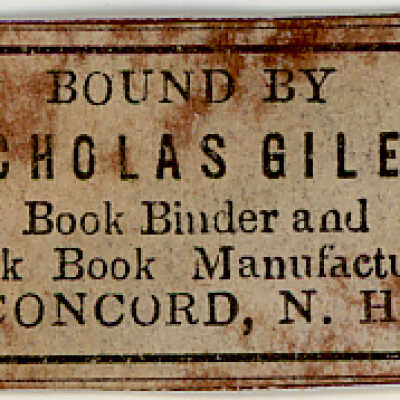 BOUND BY
CHOLAS GILE
Book Binder and
k Book Manufactu
CONCORD, N. H